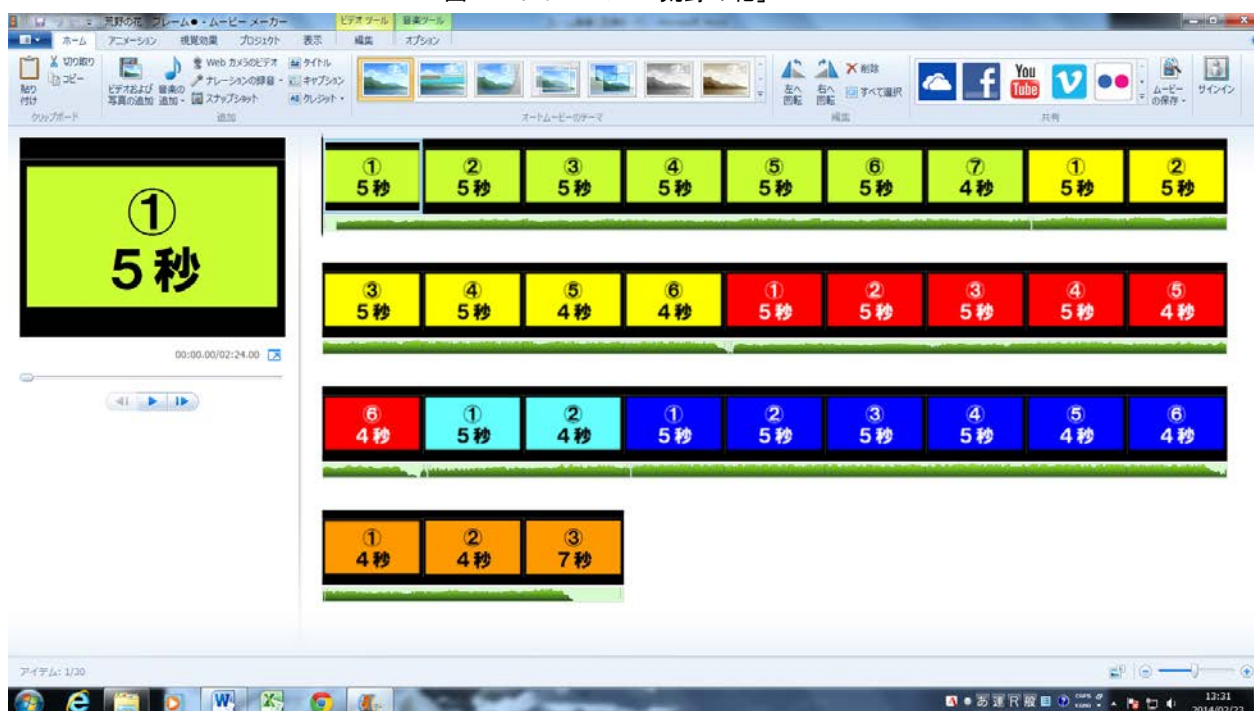 荒野の花 フレーム● - ムービー メーカー
ビデオ ツール
音楽ツール
ホーム アニメーション 視覚効果 プロジェクト 表示 編集 オプション
貼り付け
切り取り
コピー
クリップボード
ビデオおよび写真の追加
音楽の追加
Web カメラのビデオ
ナレーションの録音
スナップショット
タイトル
キャプション
クレジット
追加
オートムービーのテーマ
左へ回転
右へ回転
削除
すべて選択
編集
f
You Tube
共有
ムービーの保存
サインイン
①
5秒
00:00.00/02:24.00
① ② ③ ④ ⑤ ⑥ ⑦ ① ②
5秒 5秒 5秒 5秒 5秒 5秒 4秒 5秒 5秒
③ ④ ⑤ ⑥ ① ② ③ ④ ⑤
5秒 5秒 4秒 4秒 5秒 5秒 5秒 5秒 4秒
⑥ ① ② ① ② ③ ④ ⑤ ⑥
4秒 5秒 4秒 5秒 5秒 5秒 5秒 4秒 4秒
① ② ③
4秒 4秒 7秒
アイテム: 1/30
A あ 連 R 般
CAPS
KANA
13:31
2014/02/23